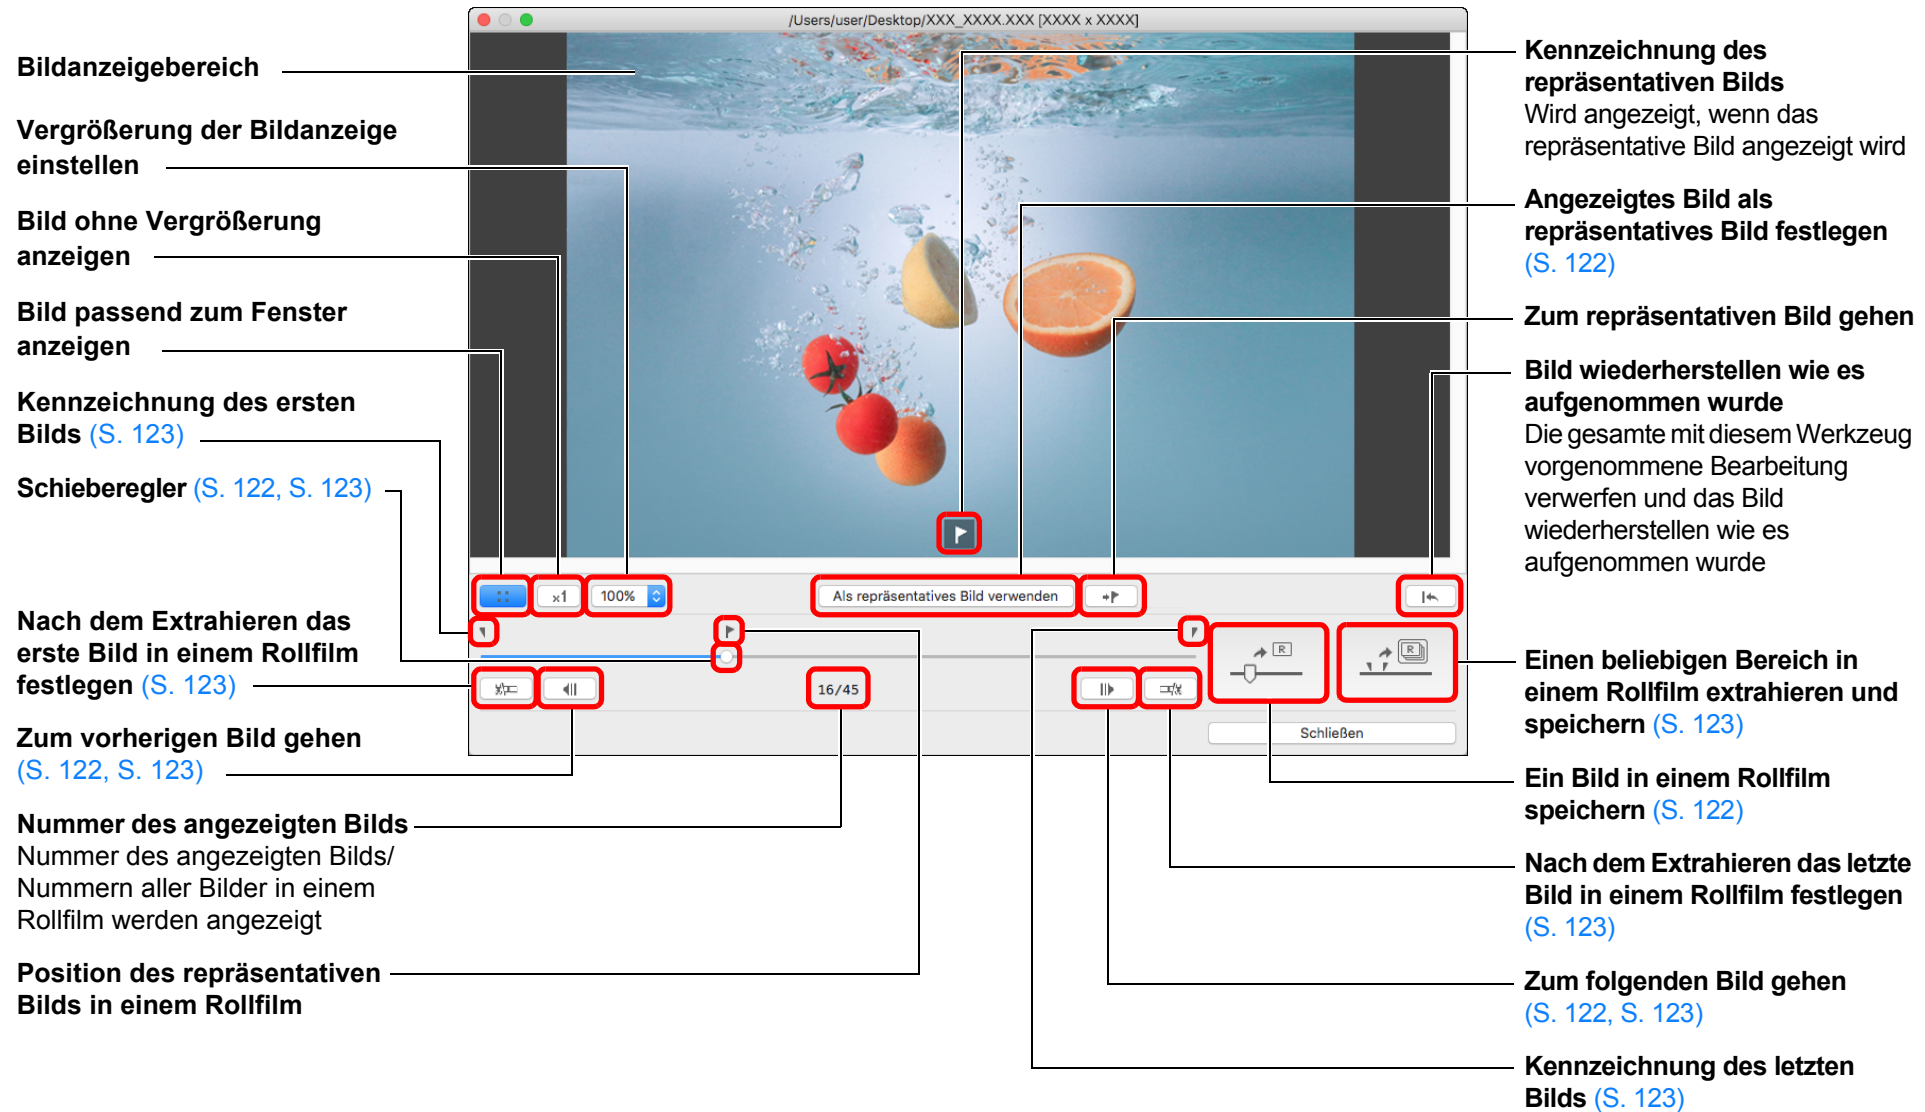 /Users/user/Desktop/XXX_XXXX.XXX [XXXX x XXXX]
Bildanzeigebereich
Vergrößerung der Bildanzeige
einstellen
Bild ohne Vergrößerung
anzeigen
Bild passend zum Fenster
anzeigen
Kennzeichnung des ersten
Bilds (S. 123)
Schieberegler (S. 122, S. 123)
Nach dem Extrahieren das
erste Bild in einem Rollfilm
festlegen (S. 123)
Zum vorherigen Bild gehen
(S. 122, S. 123)
Nummer des angezeigten Bilds
Nummer des angezeigten Bilds/
Nummern aller Bilder in einem
Rollfilm werden angezeigt
Position des repräsentativen
Bilds in einem Rollfilm
×1
100%
Als repräsentatives Bild verwenden
16/45
R
R
Schließen
Kennzeichnung des
repräsentativen Bilds
Wird angezeigt, wenn das
repräsentative Bild angezeigt wird
Angezeigtes Bild als
repräsentatives Bild festlegen
(S. 122)
Zum repräsentativen Bild gehen
Bild wiederherstellen wie es
aufgenommen wurde
Die gesamte mit diesem Werkzeug
vorgenommene Bearbeitung
verwerfen und das Bild
wiederherstellen wie es
aufgenommen wurde
Einen beliebigen Bereich in
einem Rollfilm extrahieren und
speichern (S. 123)
Ein Bild in einem Rollfilm
speichern (S. 122)
Nach dem Extrahieren das letzte
Bild in einem Rollfilm festlegen
(S. 123)
Zum folgenden Bild gehen
(S. 122, S. 123)
Kennzeichnung des letzten
Bilds (S. 123)